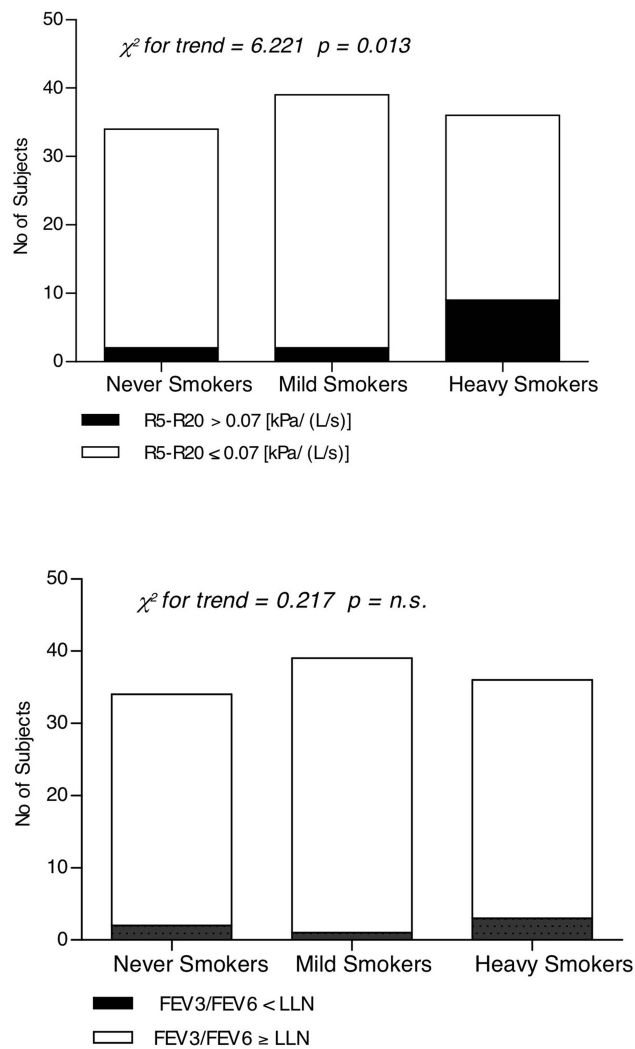 50
χ² for trend = 6.221 p = 0.013
40
30
20
10
0
No of Subjects
Never Smokers Mild Smokers Heavy Smokers
R5-R20 > 0.07 [kPa/ (L/s)]
R5-R20 ≤ 0.07 [kPa/ (L/s)]
50
χ² for trend = 0.217 p = n.s.
40
30
20
10
0
No of Subjects
Never Smokers Mild Smokers Heavy Smokers
FEV3/FEV6 < LLN
FEV3/FEV6 ≥ LLN